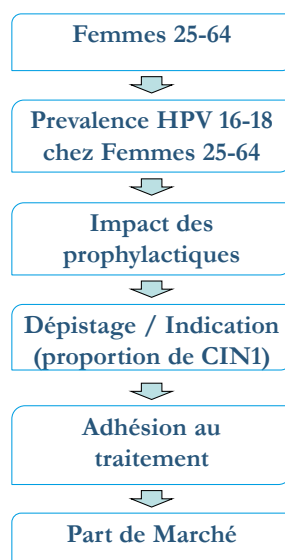 Femmes 25-64
Prevalence HPV 16-18
chez Femmes 25-64
Impact des
prophylactiques
Dépistage / Indication
(proportion de CIN1)
Adhésion au
traitement
Part de Marché